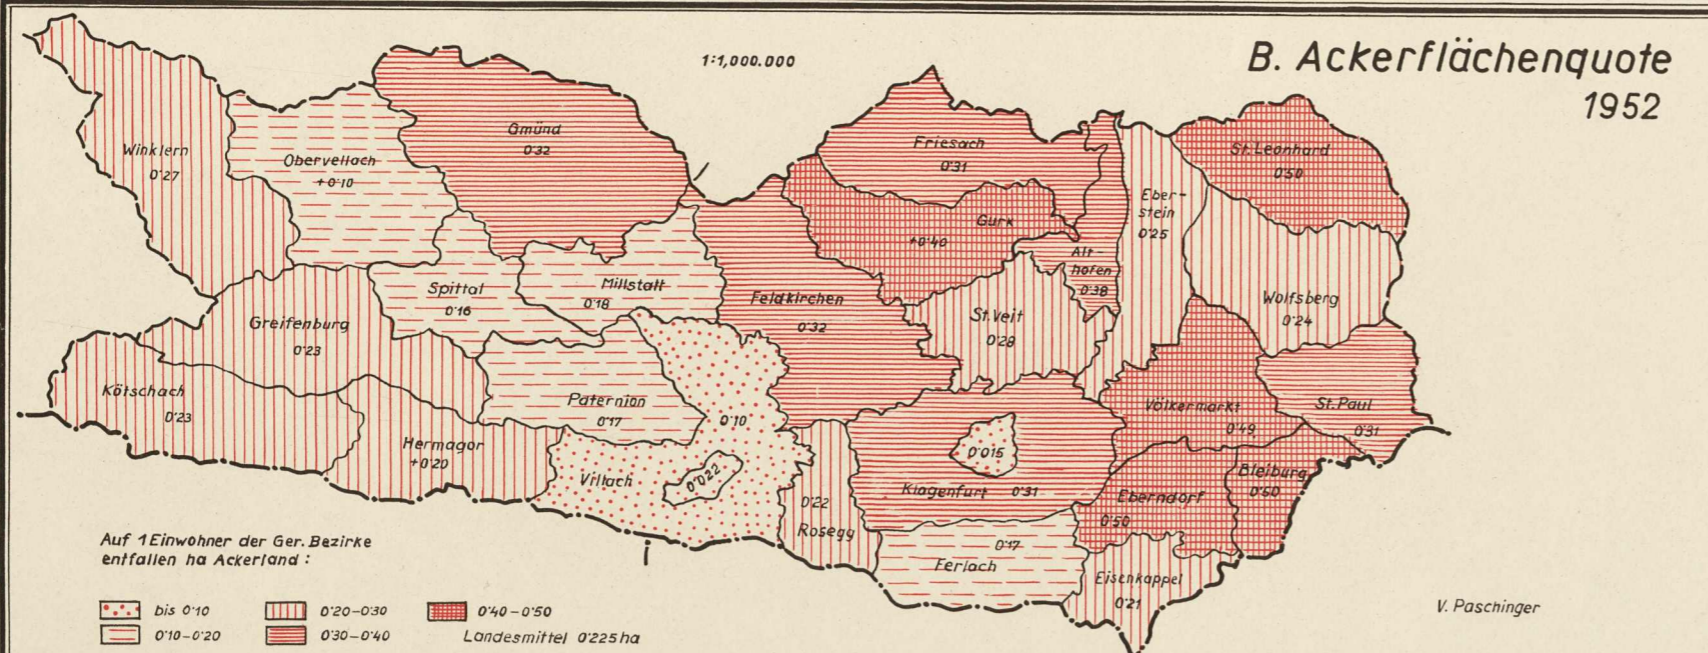 1:1,000.000
B. Ackerflächenquote
1952
Winklern
0'27
Obervellach
+0'10
Gmünd
0'32
Friesach
0'31
St. Leonhard
0'50
Gurk
+0'40
Eber-
stein
0'25
Alt-
hofen
0'38
Spittal
0'16
Millstatt
0'18
Feldkirchen
0'32
St. Veit
0'28
Wolfsberg
0'24
Greifenburg
0'23
Kötschach
0'23
Paternion
0'17
0'10
Völkermarkt
0'49
St. Paul
0'31
Hermagor
+0'20
Villach
0'022
0'015
Klagenfurt 0'31
Bleiburg
0'50
0'22
Rosegg
Eberndorf
0'50
0'17
Ferlach
Eisenkappel
0'21
Auf 1 Einwohner der Ger. Bezirke
entfallen ha Ackerland :
bis 0'10
0'20-0'30
0'40-0'50
0'10-0'20
0'30-0'40
Landesmittel 0'225 ha
V. Paschinger